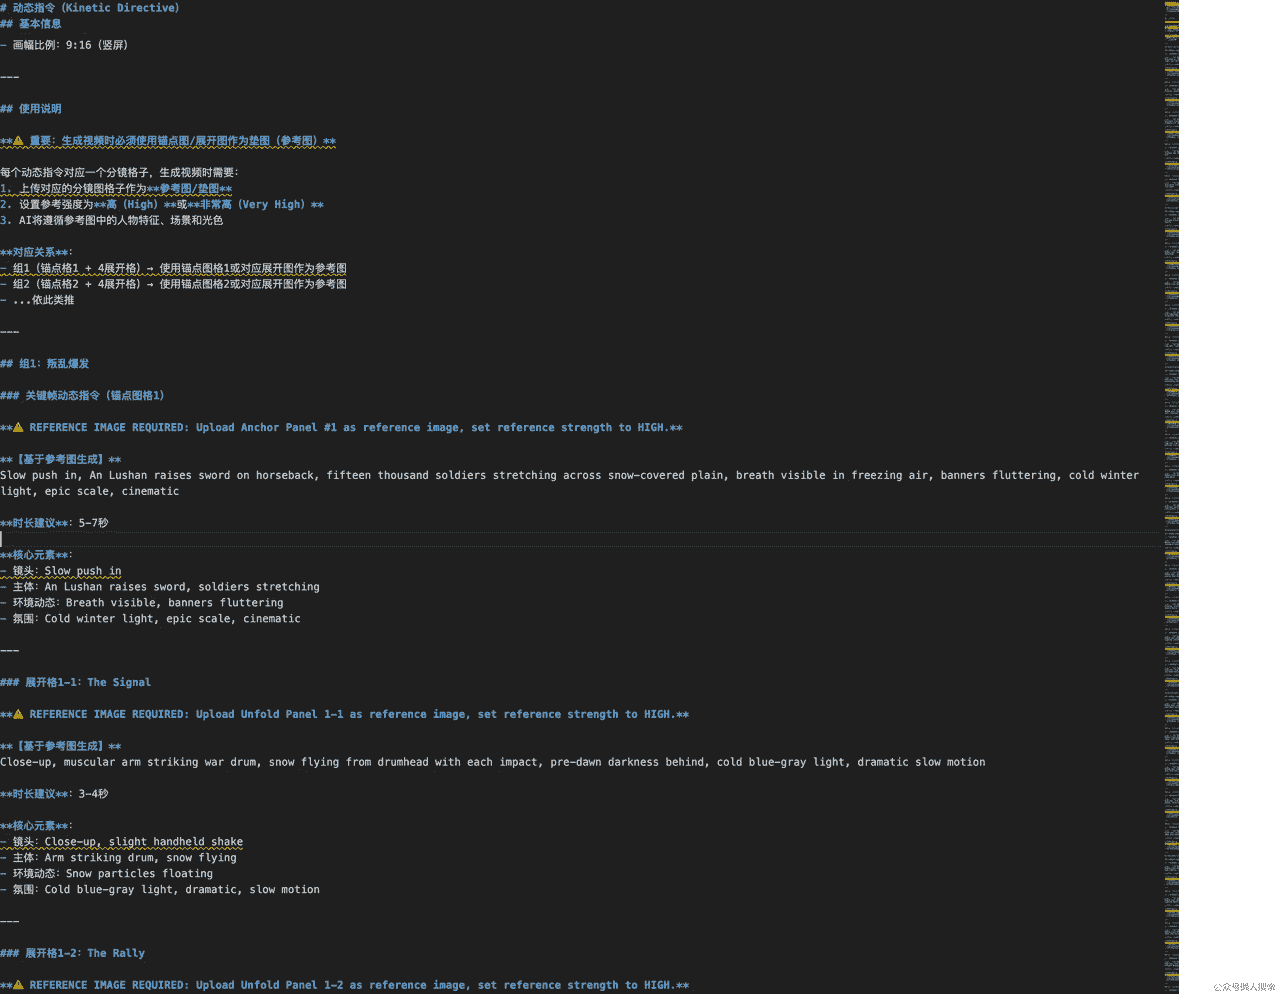 # 动态指令（Kinetic Directive）
## 基本信息
- 画幅比例：9:16（竖屏）
---
## 使用说明
**⚠ 重要：生成视频时必须使用锚点图/展开图作为垫图（参考图）**
每个动态指令对应一个分镜格子，生成视频时需要：
1. 上传对应的分镜图格子作为**参考图/垫图**
2. 设置参考强度为**高（High）**或**非常高（Very High）**
3. AI将遵循参考图中的人物特征、场景和光色
**对应关系**：
- 组1（锚点格1 + 4展开格）→ 使用锚点图格1或对应展开图作为参考图
- 组2（锚点格2 + 4展开格）→ 使用锚点图格2或对应展开图作为参考图
- ...依此类推
---
## 组1：叛乱爆发
### 关键帧动态指令（锚点图格1）
**⚠ REFERENCE IMAGE REQUIRED: Upload Anchor Panel #1 as reference image, set reference strength to HIGH.**
**【基于参考图生成】**
Slow push in, An Lushan raises sword on horseback, fifteen thousand soldiers stretching across snow-covered plain, breath visible in freezing air, banners fluttering, cold winter
light, epic scale, cinematic
**时长建议**：5-7秒
**核心元素**：
- 镜头：Slow push in
- 主体：An Lushan raises sword, soldiers stretching
- 环境动态：Breath visible, banners fluttering
- 氛围：Cold winter light, epic scale, cinematic
---
### 展开格1-1：The Signal
**⚠ REFERENCE IMAGE REQUIRED: Upload Unfold Panel 1-1 as reference image, set reference strength to HIGH.**
**【基于参考图生成】**
Close-up, muscular arm striking war drum, snow flying from drumhead with each impact, pre-dawn darkness behind, cold blue-gray light, dramatic slow motion
**时长建议**：3-4秒
**核心元素**：
- 镜头：Close-up, slight handheld shake
- 主体：Arm striking drum, snow flying
- 环境动态：Snow particles floating
- 氛围：Cold blue-gray light, dramatic, slow motion
---
### 展开格1-2：The Rally
**⚠ REFERENCE IMAGE REQUIRED: Upload Unfold Panel 1-2 as reference image, set reference strength to HIGH.**